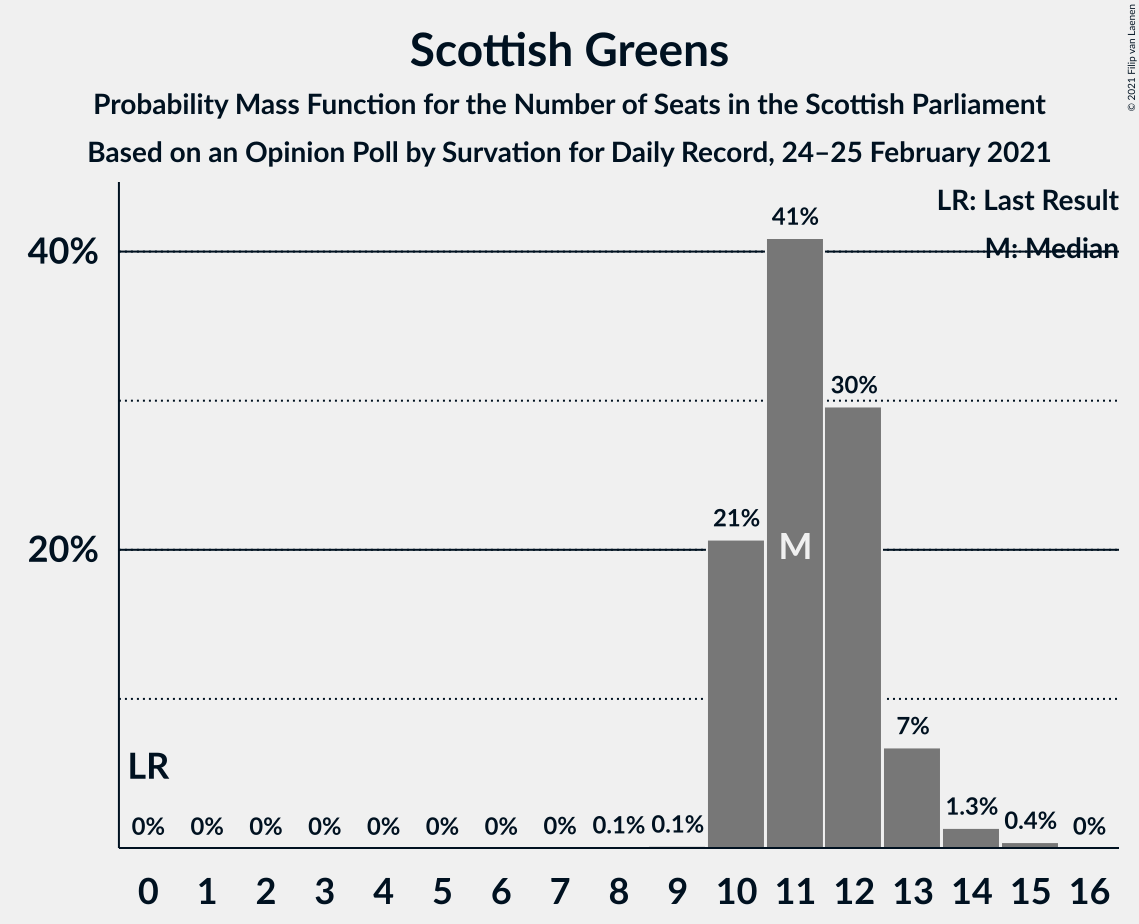 Scottish Greens
Probability Mass Function for the Number of Seats in the Scottish Parliament
Based on an Opinion Poll by Survation for Daily Record, 24–25 February 2021
© 2021 Filip van Laenen
LR: Last Result
M: Median
40%
20%
41%
30%
21%
M
7%
LR
0% 0% 0% 0% 0% 0% 0% 0% 0.1% 0.1% 1.3% 0.4% 0%
0 1 2 3 4 5 6 7 8 9 10 11 12 13 14 15 16